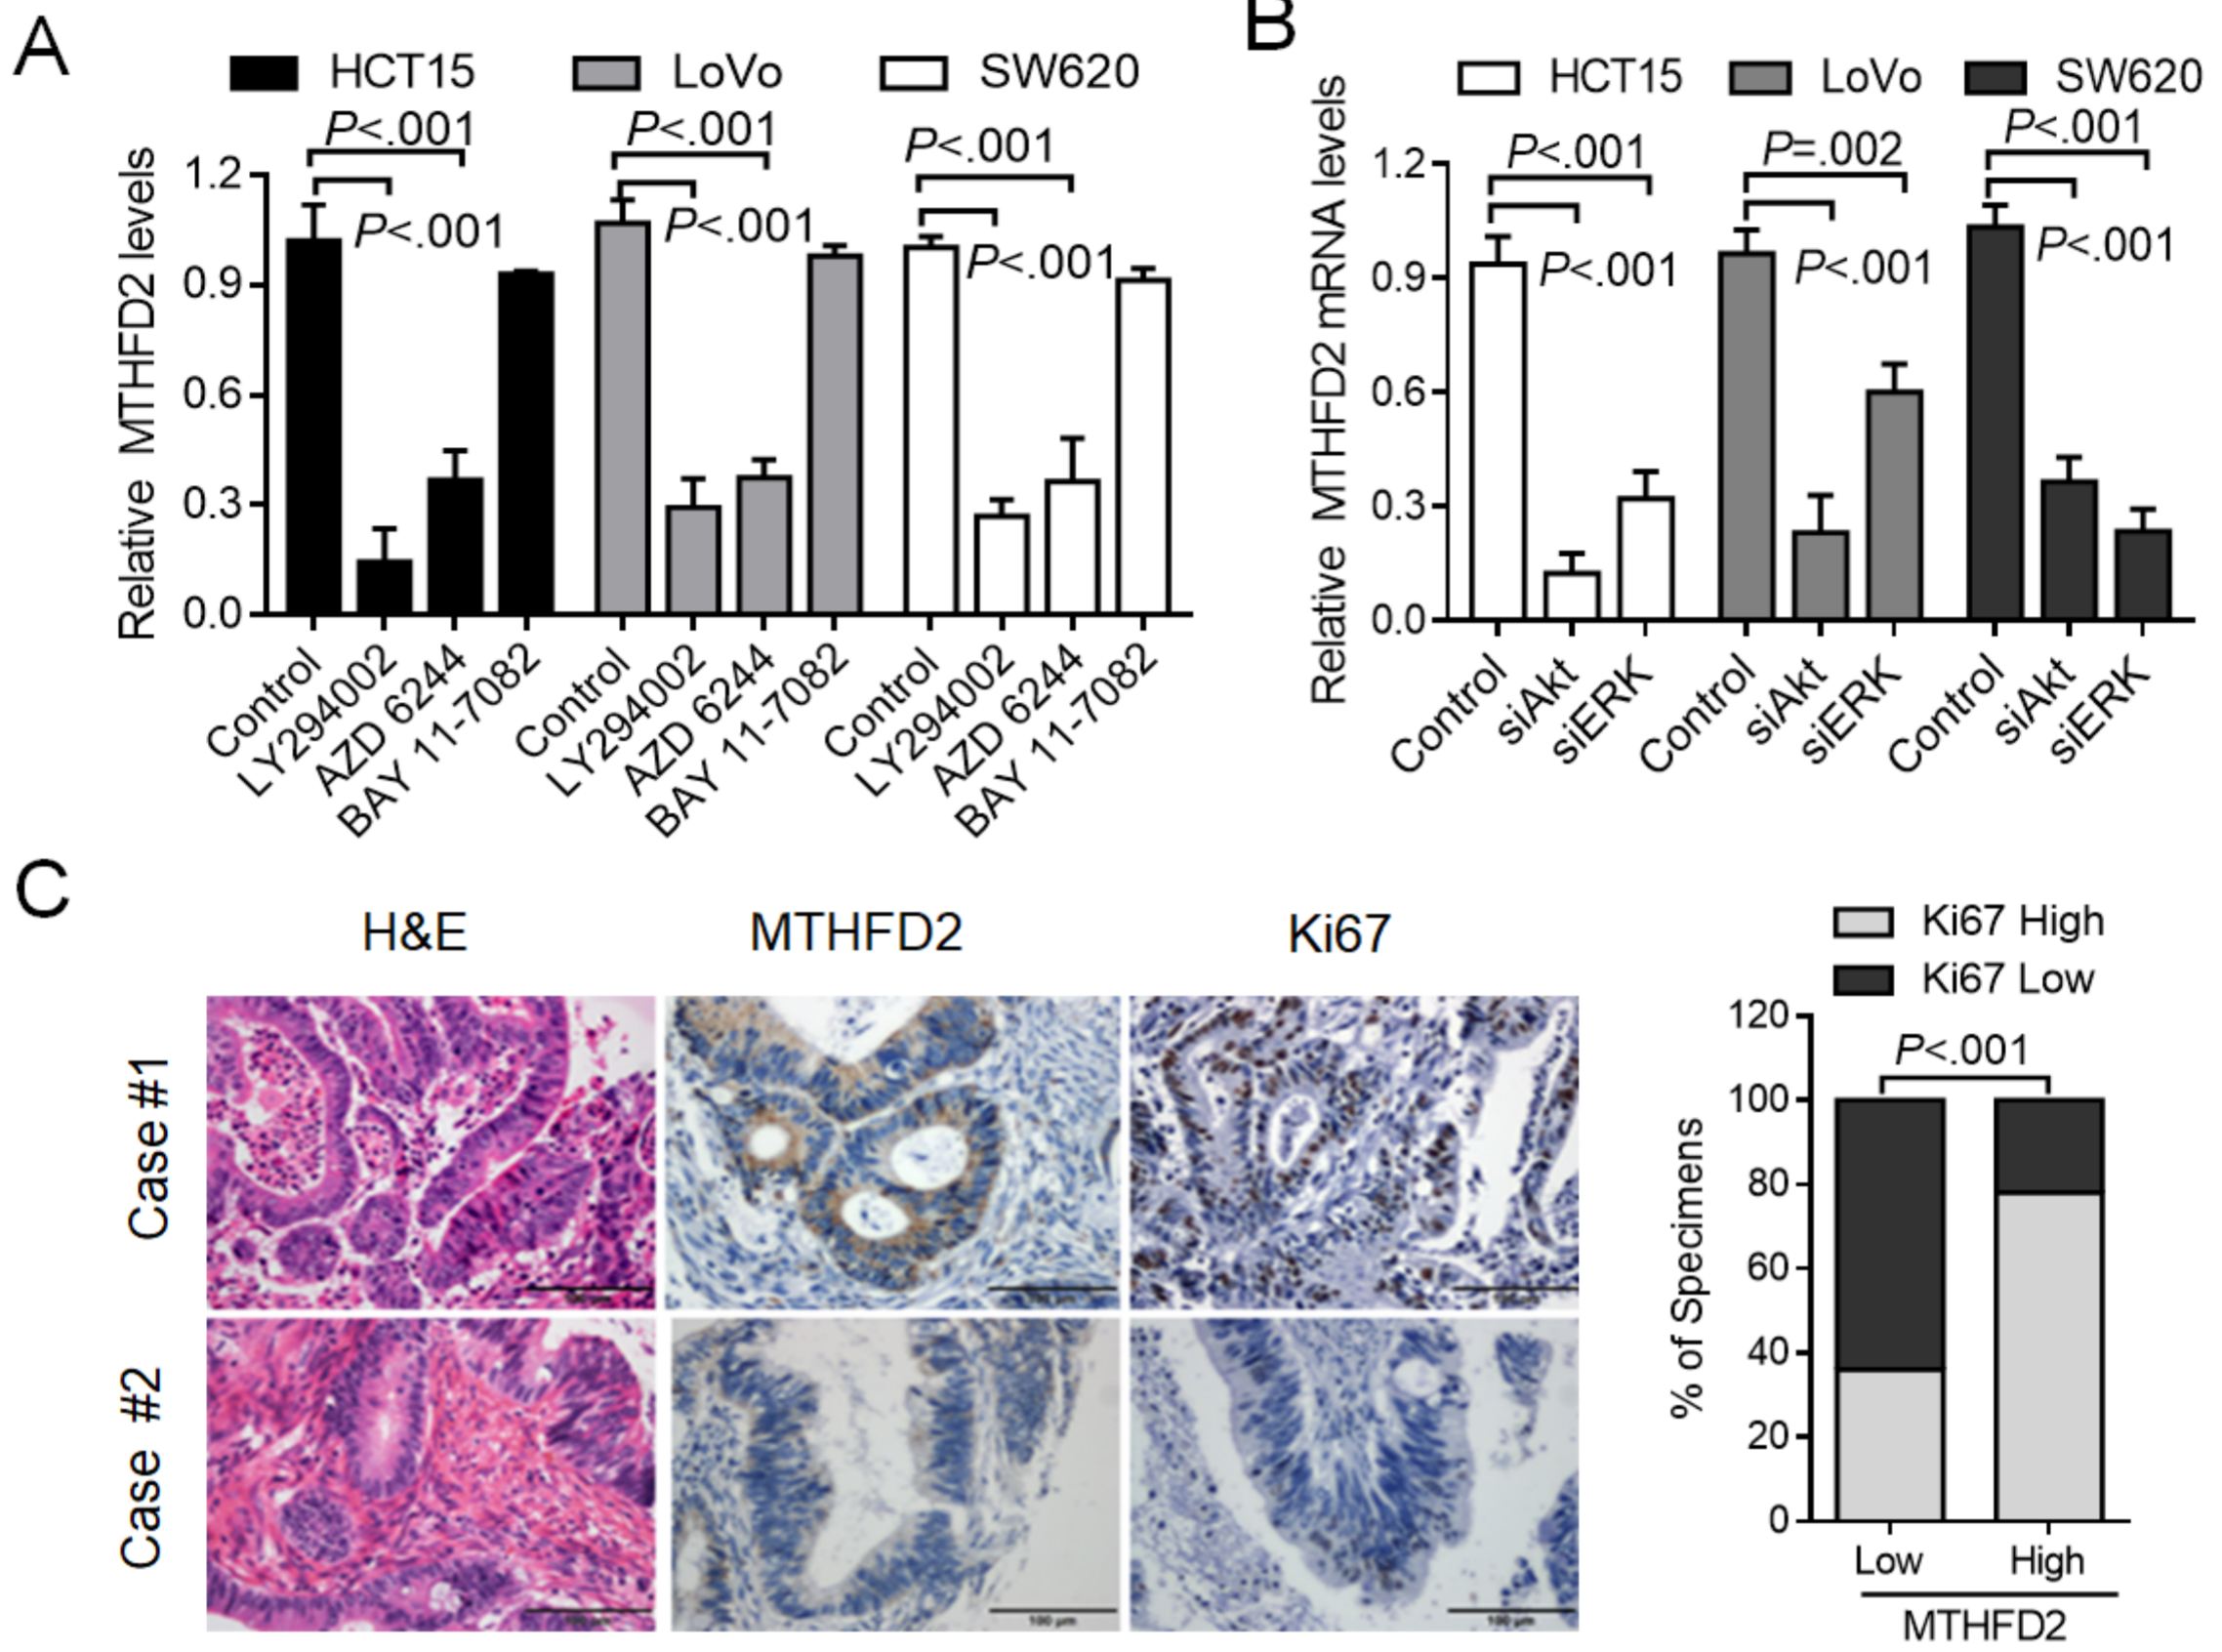 A
HCT15 LoVo SW620
P<.001 P<.001 P<.001
P<.001 P<.001 P<.001
Relative MTHFD2 levels
1.2
0.9
0.6
0.3
0.0
Control LY294002 AZD 6244 BAY 11-7082 Control LY294002 AZD 6244 BAY 11-7082 Control LY294002 AZD 6244 BAY 11-7082
B
HCT15 LoVo SW620
P<.001 P=.002 P<.001
P<.001 P<.001 P<.001
Relative MTHFD2 mRNA levels
1.2
0.9
0.6
0.3
0.0
Control siAkt siERK Control siAkt siERK Control siAkt siERK
C
H&E MTHFD2 Ki67
Case #1
Case #2
100 μm
100 μm
Ki67 High
Ki67 Low
P<.001
% of Specimens
120
100
80
60
40
20
0
Low High
MTHFD2